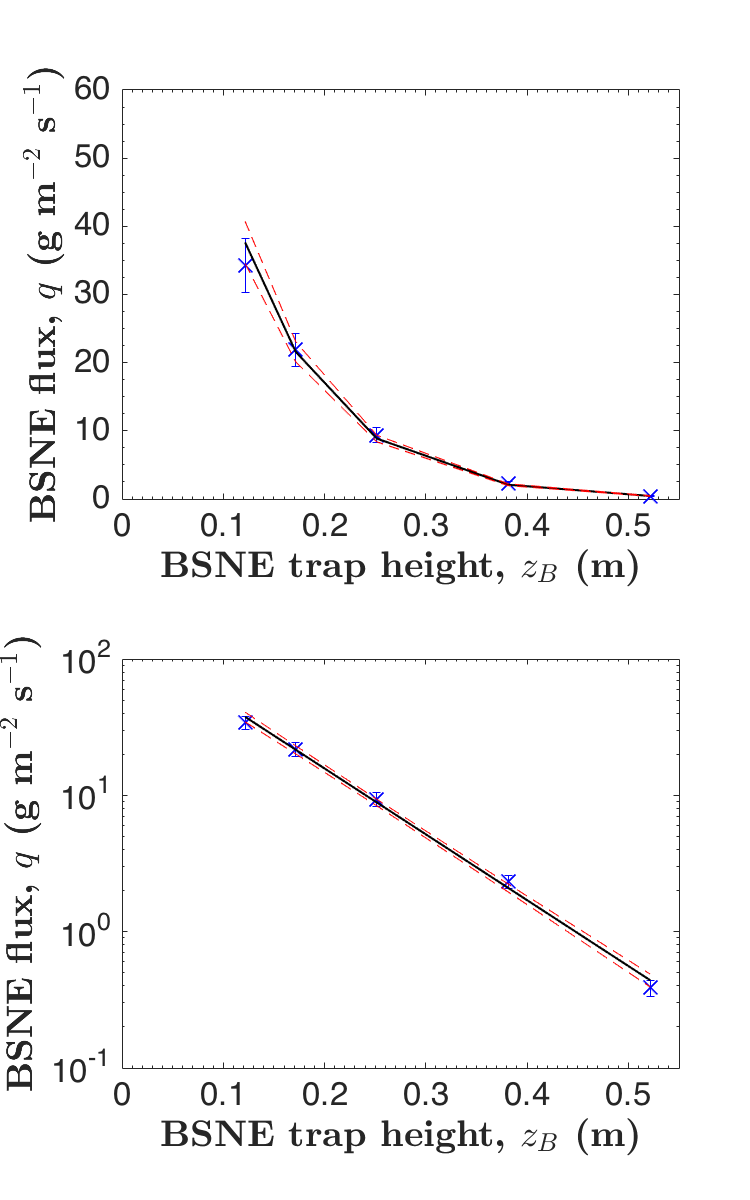 60
50
40
30
20
10
0
BSNE flux, q (g m⁻² s⁻¹)
0 0.1 0.2 0.3 0.4 0.5
BSNE trap height, z_B (m)
10²
10¹
10⁰
10⁻¹
BSNE flux, q (g m⁻² s⁻¹)
0 0.1 0.2 0.3 0.4 0.5
BSNE trap height, z_B (m)